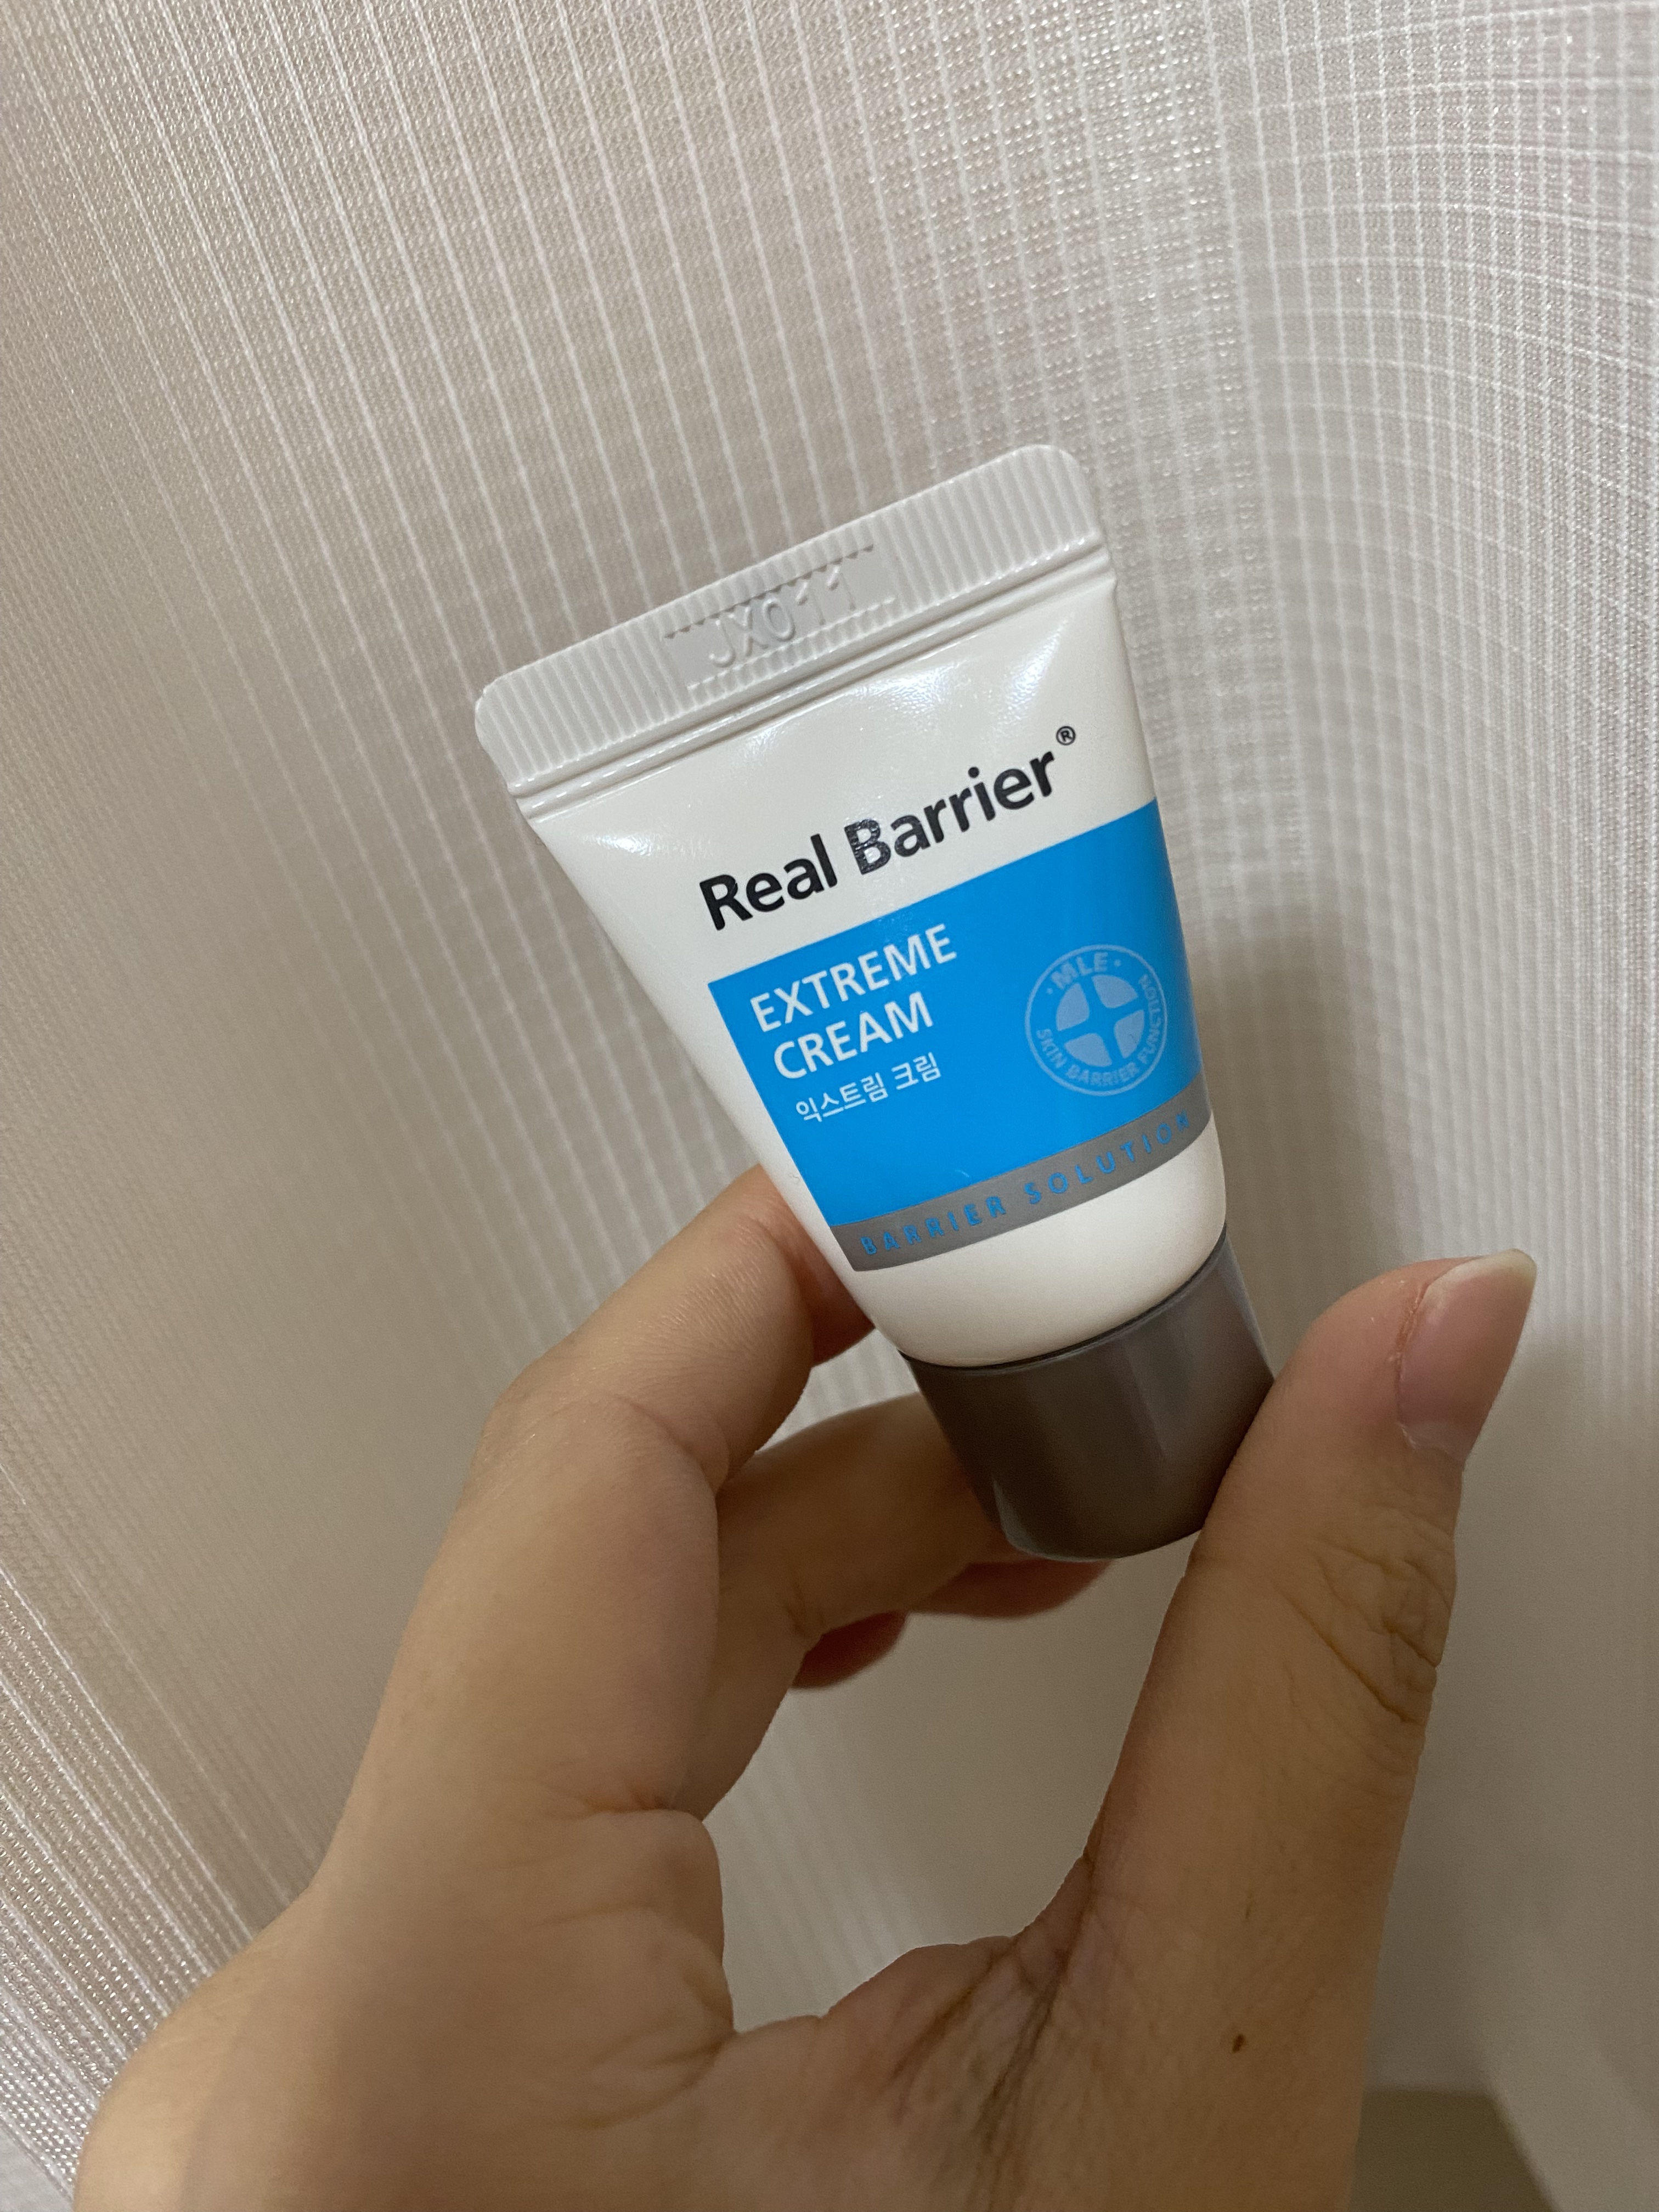 JX011
Real Barrier®
EXTREME
CREAM
익스트림 크림
· MLE ·
SKIN BARRIER FUNCTION
BARRIER SOLUTION